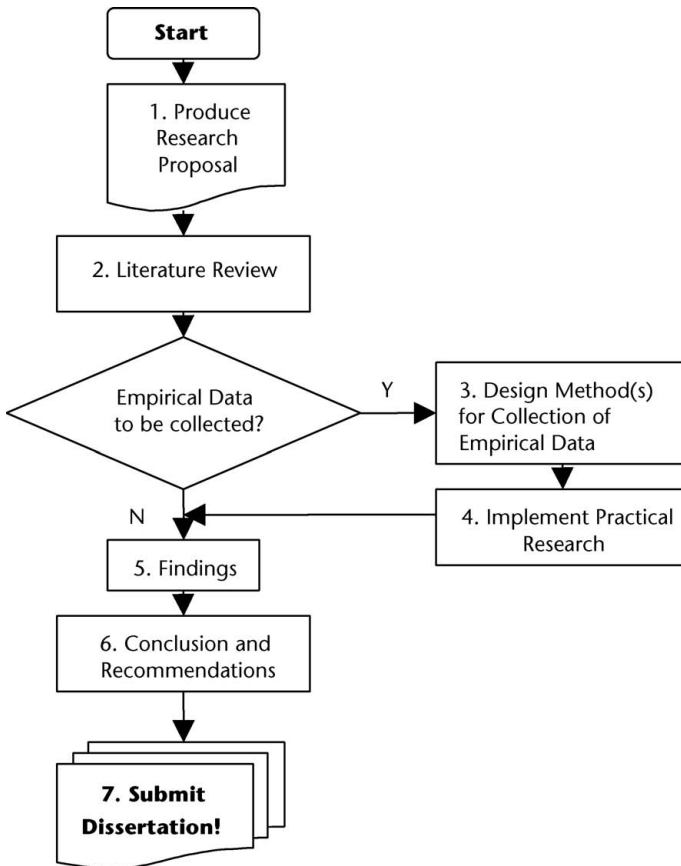 Start
1. Produce
Research
Proposal
2. Literature Review
Empirical Data
to be collected?
Y
3. Design Method(s)
for Collection of
Empirical Data
N
4. Implement Practical
Research
5. Findings
6. Conclusion and
Recommendations
7. Submit
Dissertation!